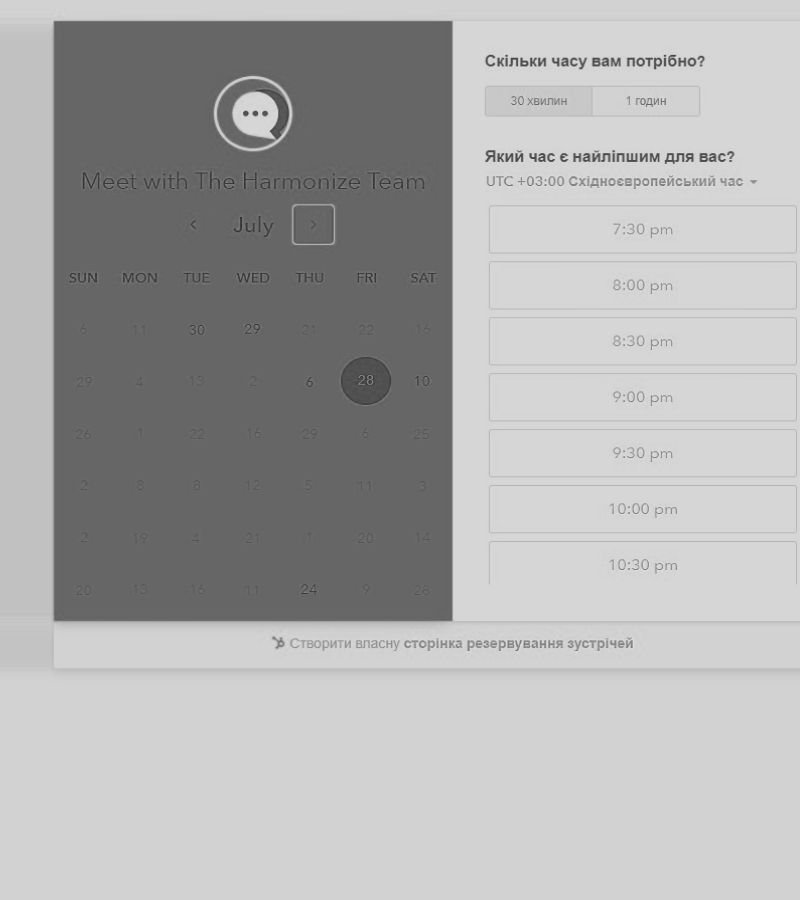 Meet with The Harmonize Team
July
SUN MON TUE WED THU FRI SAT
6 11 30 29 21 22 16
29 4 13 2 6 28 10
26 1 22 16 29 6 25
2 8 8 12 5 11 3
2 19 4 21 1 20 14
20 13 16 11 24 9 28
Скільки часу вам потрібно?
30 хвилин 1 годин
Який час є найліпшим для вас?
UTC +03:00 Східноєвропейський час
7:30 pm
8:00 pm
8:30 pm
9:00 pm
9:30 pm
10:00 pm
10:30 pm
Створити власну сторінка резервування зустрічей